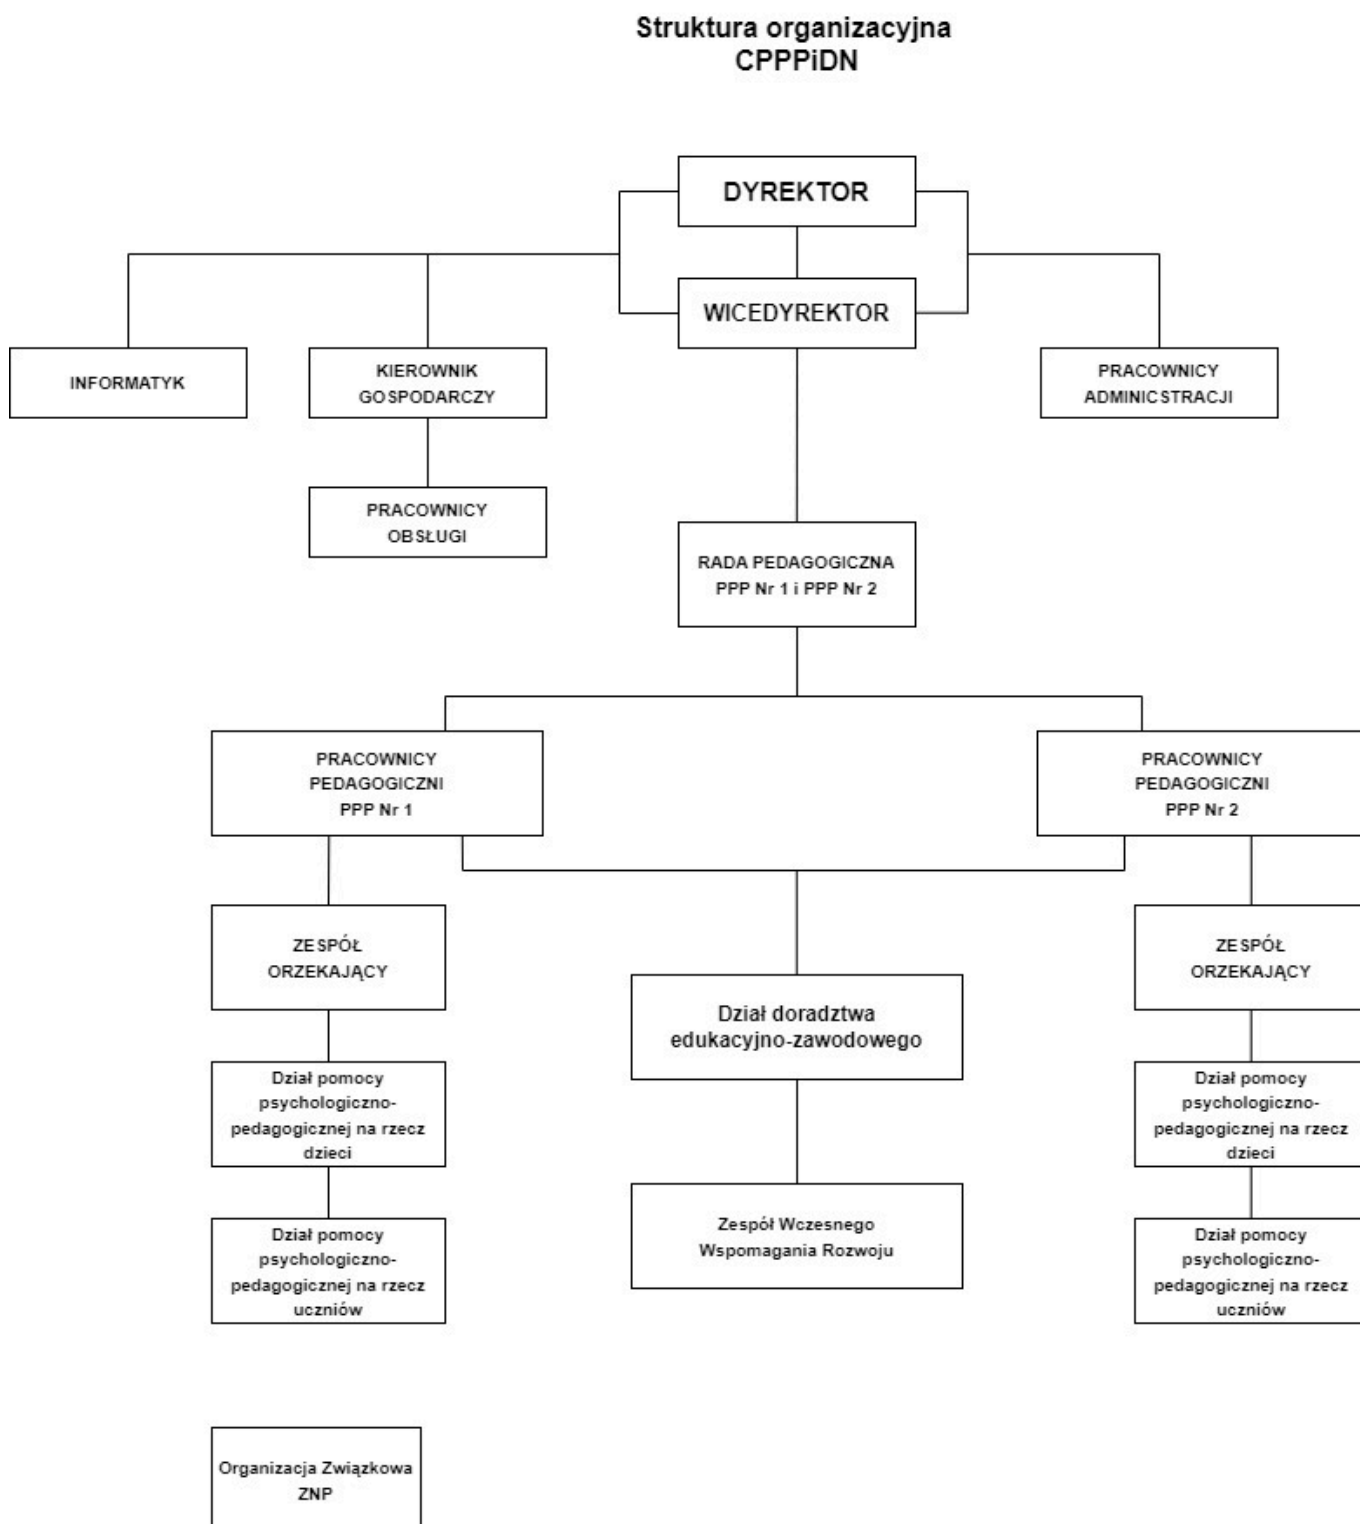 Struktura organizacyjna
CPPPiDN
DYREKTOR
WICEDYREKTOR
INFORMATYK
KIEROWNIK
GOSPODARCZY
PRACOWNICY
ADMINICSTRACJI
PRACOWNICY
OBSŁUGI
RADA PEDAGOGICZNA
PPP Nr 1 i PPP Nr 2
PRACOWNICY
PEDAGOGICZNI
PPP Nr 1
PRACOWNICY
PEDAGOGICZNI
PPP Nr 2
ZESPÓŁ
ORZEKAJĄCY
Dział doradztwa
edukacyjno-zawodowego
ZESPÓŁ
ORZEKAJĄCY
Dział pomocy
psychologiczno-
pedagogicznej na rzecz
dzieci
Dział pomocy
psychologiczno-
pedagogicznej na rzecz
dzieci
Zespół Wczesnego
Wspomagania Rozwoju
Dział pomocy
psychologiczno-
pedagogicznej na rzecz
uczniów
Dział pomocy
psychologiczno-
pedagogicznej na rzecz
uczniów
Organizacja Związkowa
ZNP